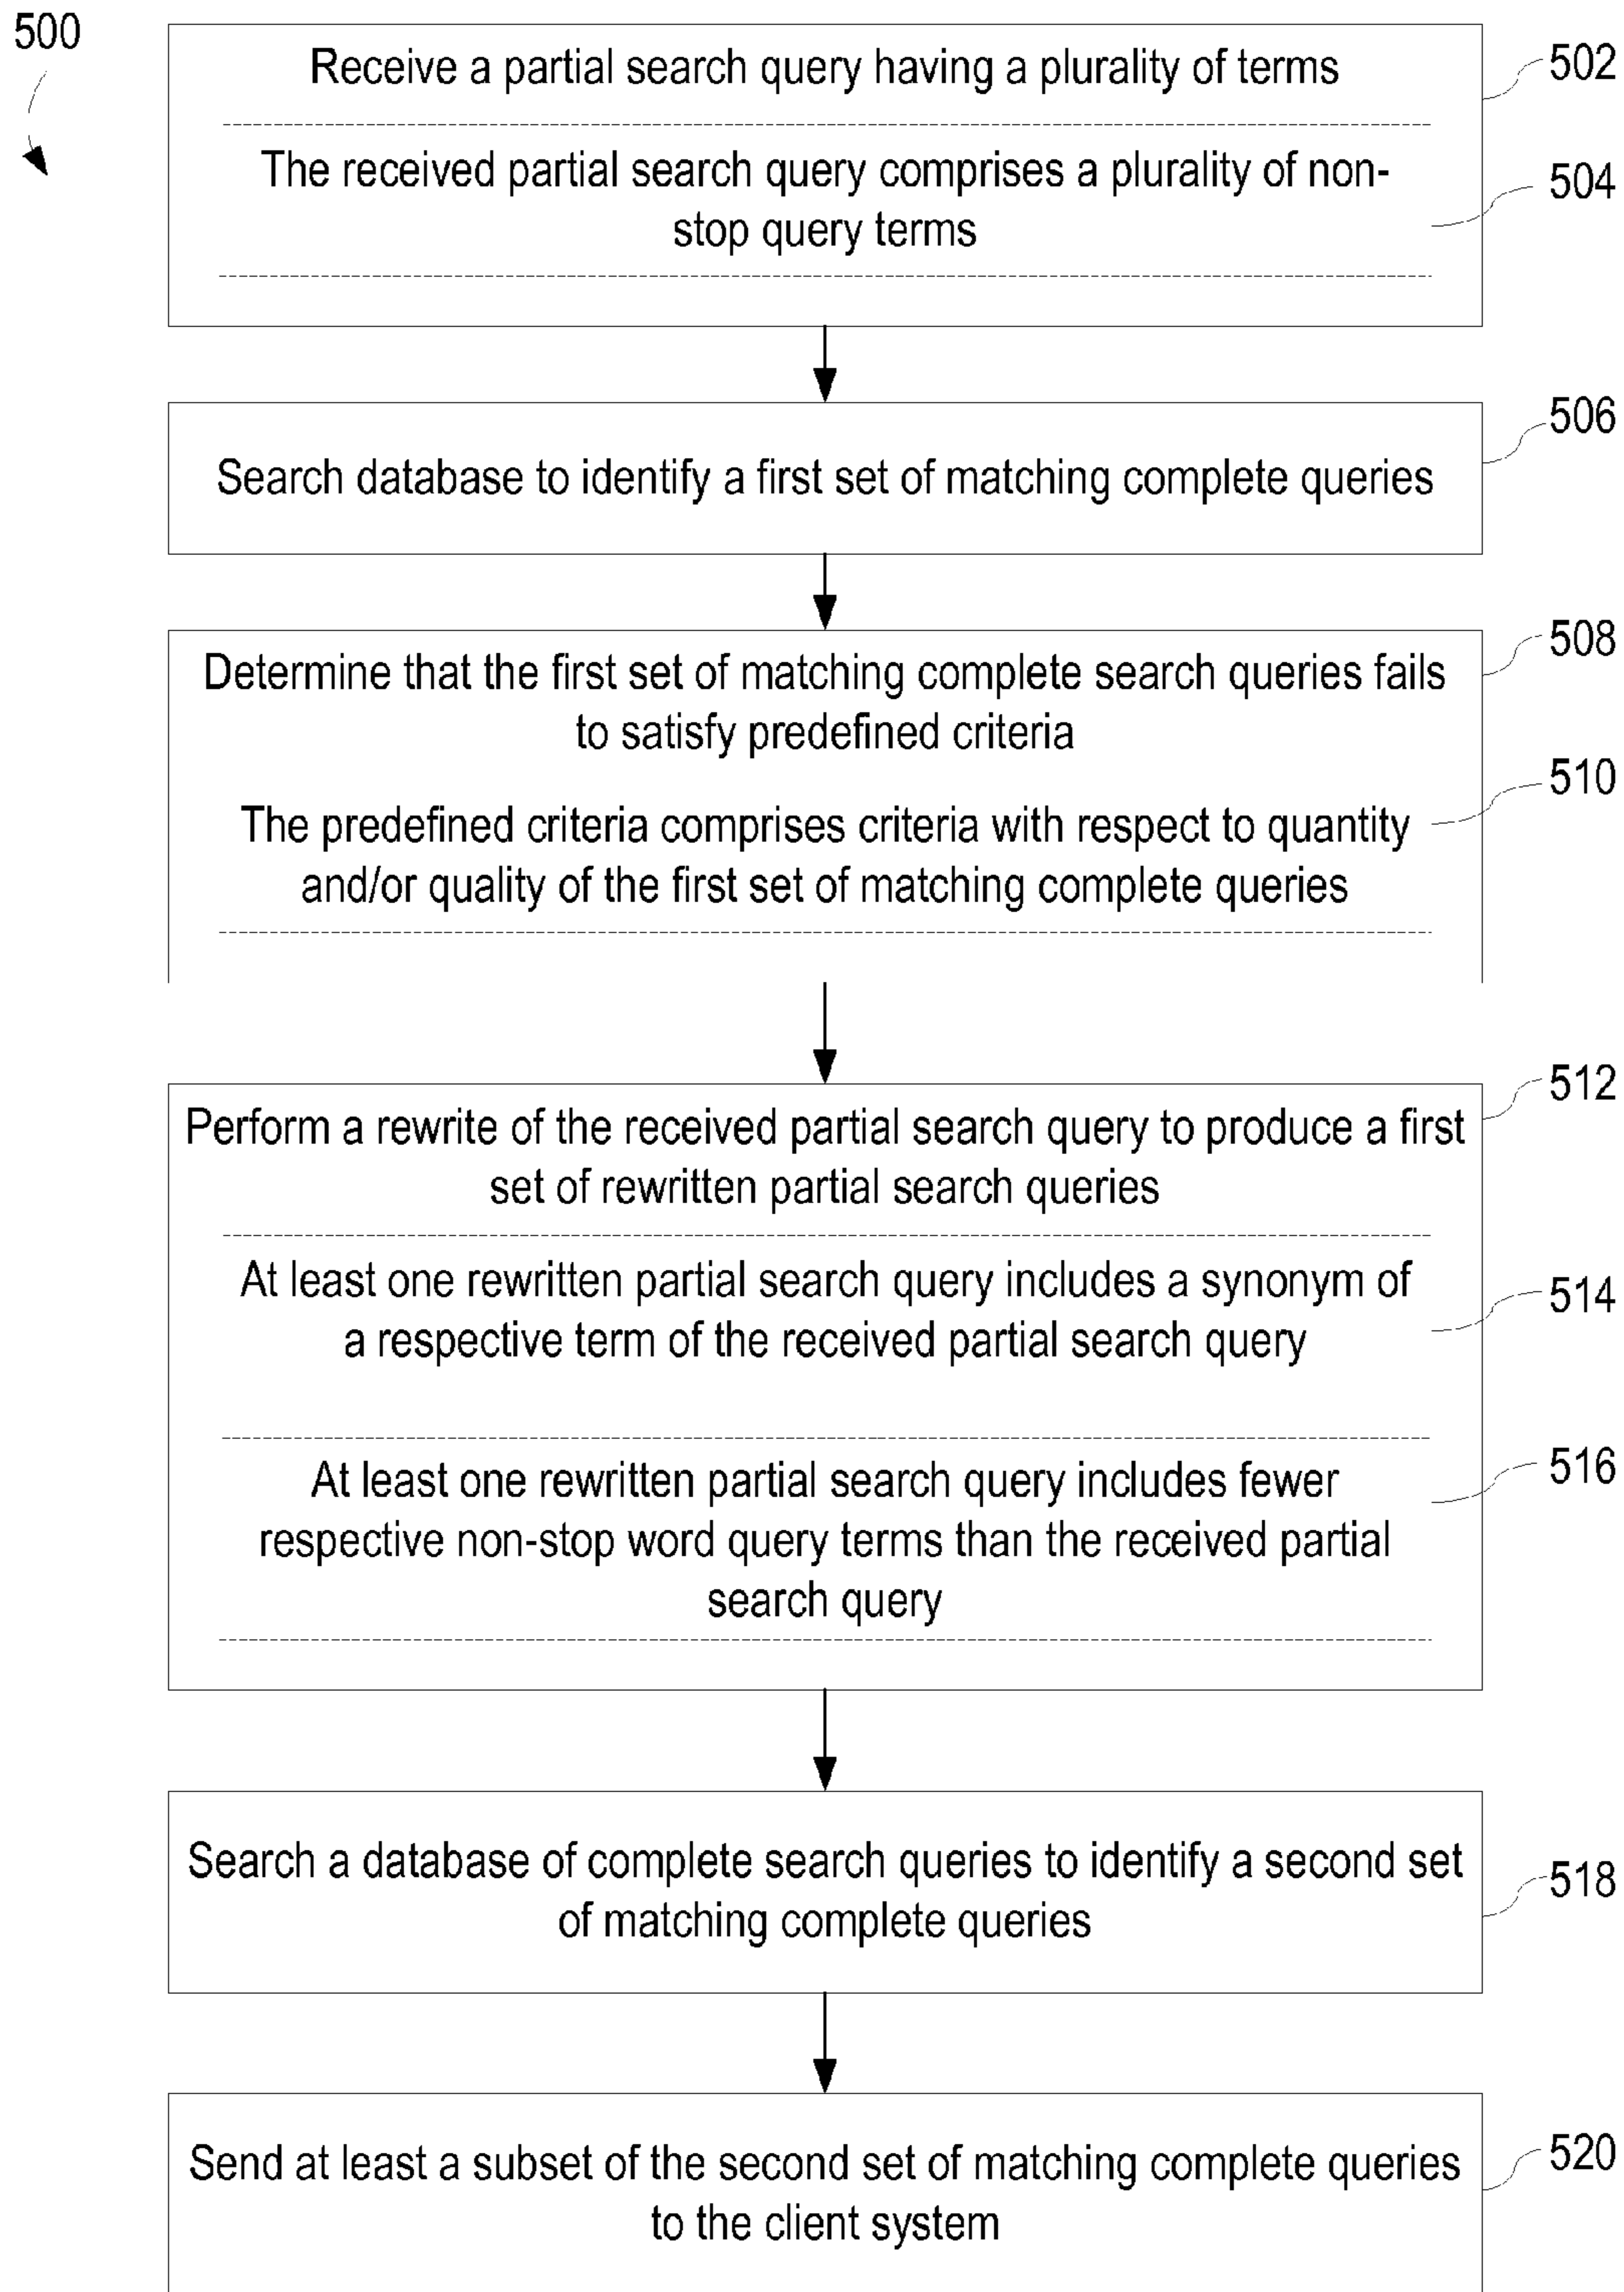 500
Receive a partial search query having a plurality of terms
502
The received partial search query comprises a plurality of non-
stop query terms
504
Search database to identify a first set of matching complete queries
506
Determine that the first set of matching complete search queries fails
to satisfy predefined criteria
508
The predefined criteria comprises criteria with respect to quantity
and/or quality of the first set of matching complete queries
510
Perform a rewrite of the received partial search query to produce a first
set of rewritten partial search queries
512
At least one rewritten partial search query includes a synonym of
a respective term of the received partial search query
514
At least one rewritten partial search query includes fewer
respective non-stop word query terms than the received partial
search query
516
Search a database of complete search queries to identify a second set
of matching complete queries
518
Send at least a subset of the second set of matching complete queries
to the client system
520